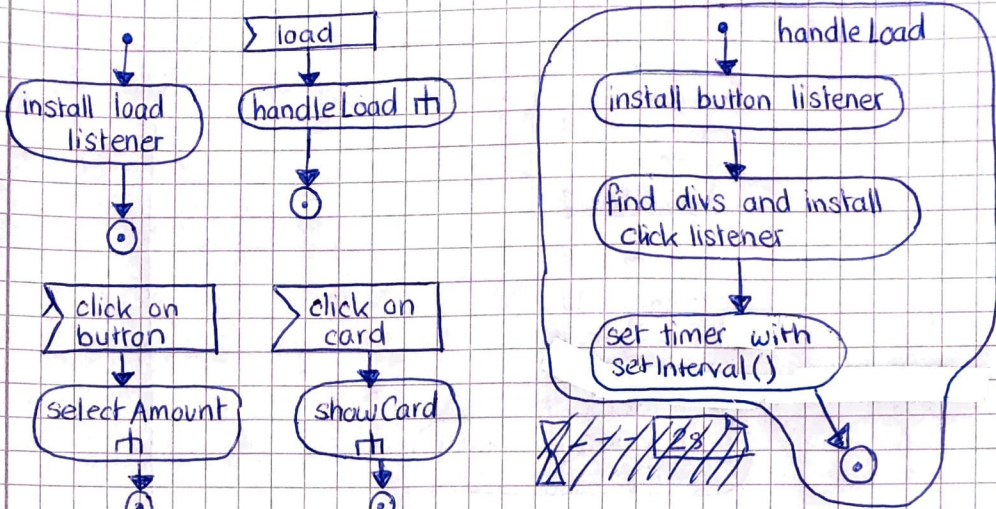 install load
listener
load
handleLoad
click on
button
selectAmount
click on
card
showCard
handleLoad
install button listener
find divs and install
click listener
set timer with
setInterval()